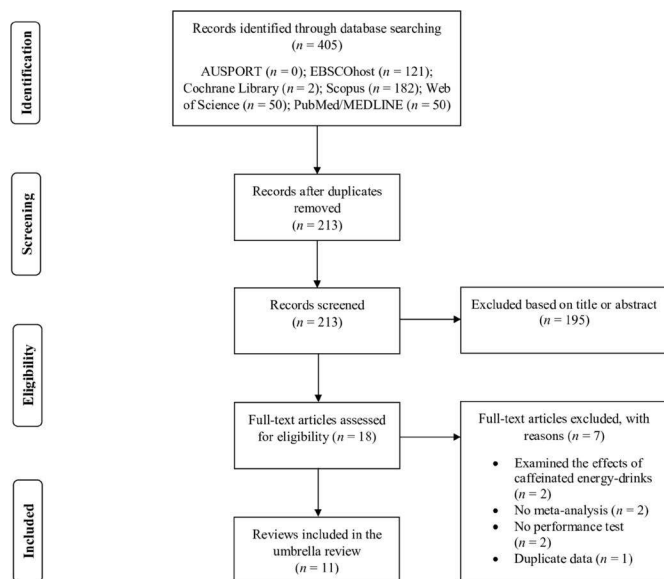 Identification
Records identified through database searching
(n = 405)
AUSPORT (n = 0); EBSCOhost (n = 121);
Cochrane Library (n = 2); Scopus (n = 182); Web
of Science (n = 50); PubMed/MEDLINE (n = 50)
Screening
Records after duplicates
removed
(n = 213)
Records screened
(n = 213)
Excluded based on title or abstract
(n = 195)
Eligibility
Full-text articles assessed
for eligibility (n = 18)
Full-text articles excluded, with
reasons (n = 7)
• Examined the effects of
caffeinated energy-drinks
(n = 2)
• No meta-analysis (n = 2)
• No performance test
(n = 2)
• Duplicate data (n = 1)
Included
Reviews included in the
umbrella review
(n = 11)